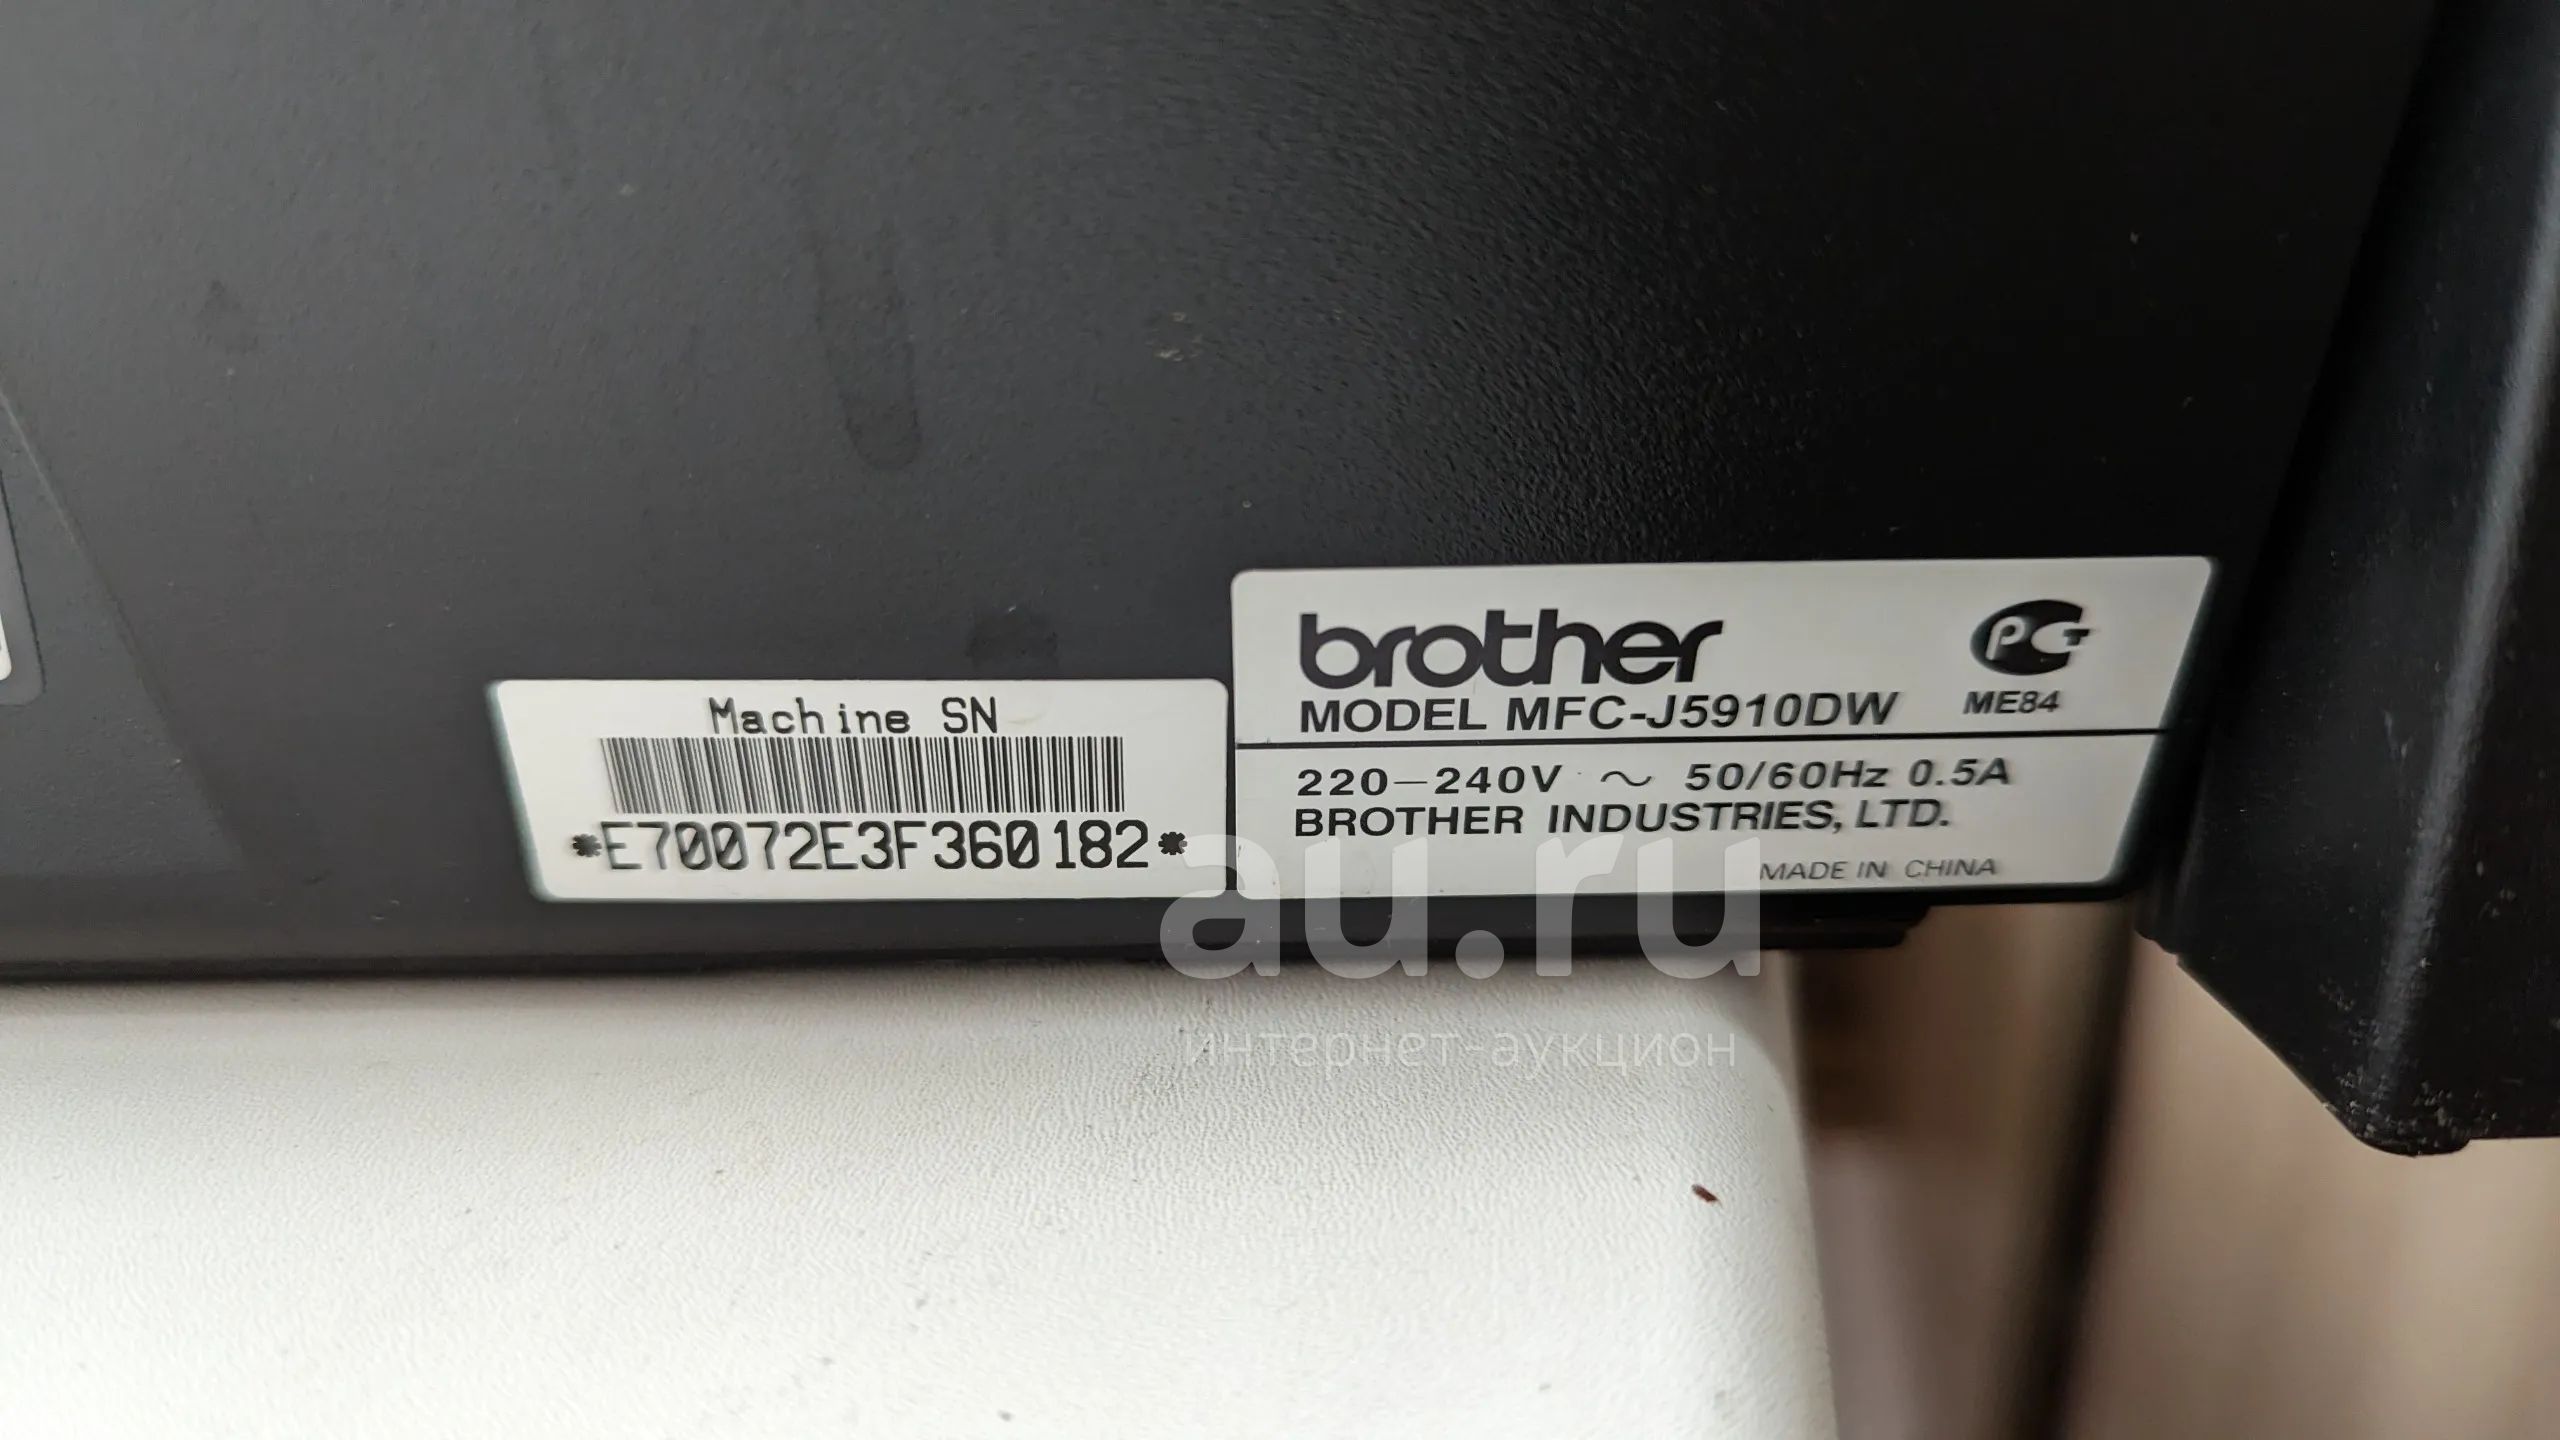 Machine SN
*E70072E3F360182*
brother
MODEL MFC-J5910DW
РСТ
ME84
220–240V ~ 50/60Hz 0.5A
BROTHER INDUSTRIES, LTD.
MADE IN CHINA
au.ru
интернет-аукцион